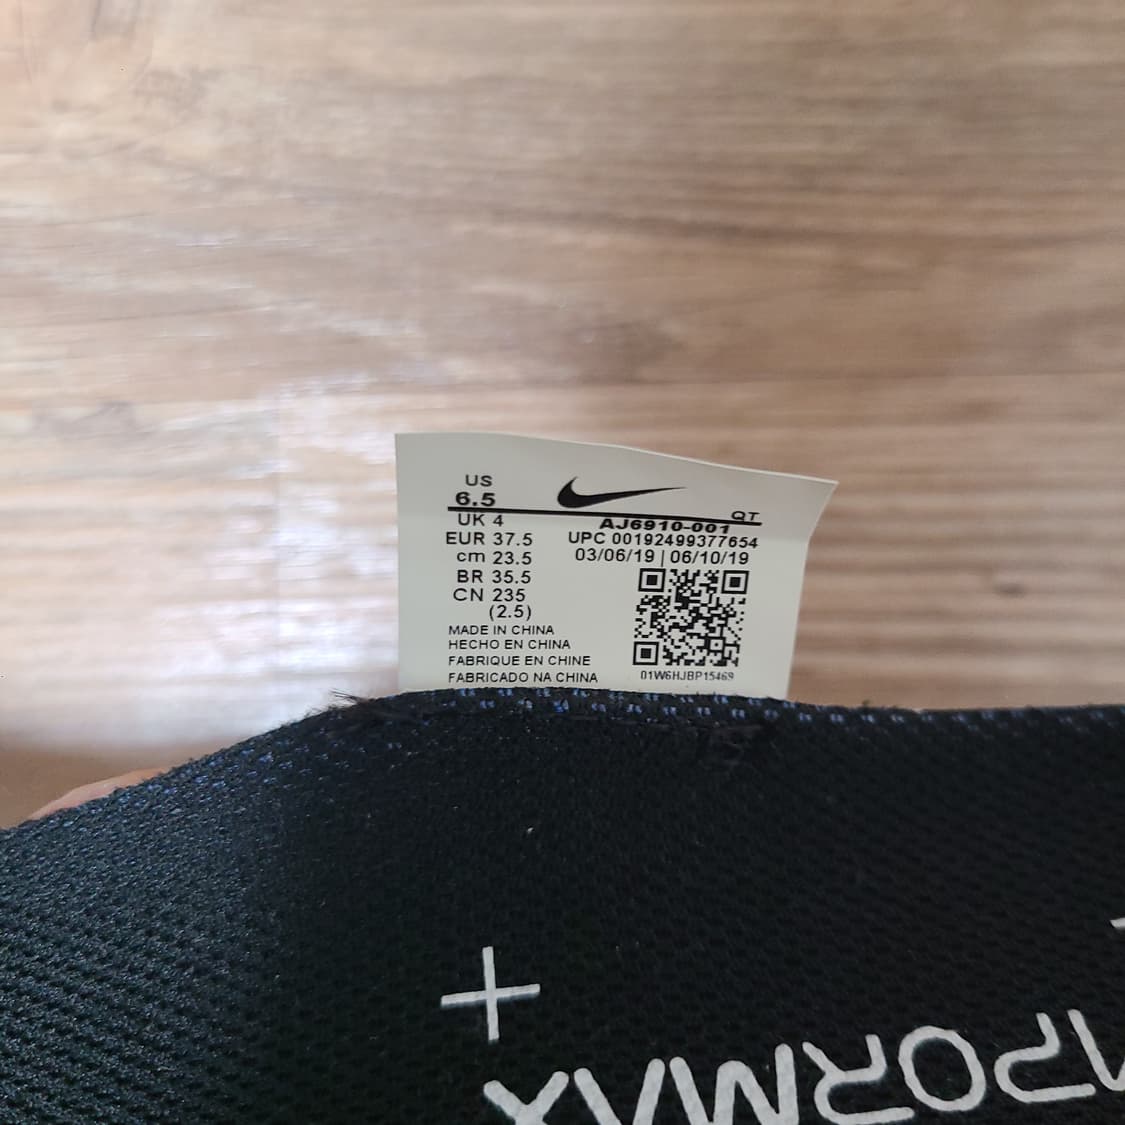 US
6.5
UK 4
EUR 37.5
cm 23.5
BR 35.5
CN 235
(2.5)
MADE IN CHINA
HECHO EN CHINA
FABRIQUE EN CHINE
FABRICADO NA CHINA
QT
AJ6910-001
UPC 00192499377654
03/06/19 | 06/10/19
01W6HJBP15469
PORMAX